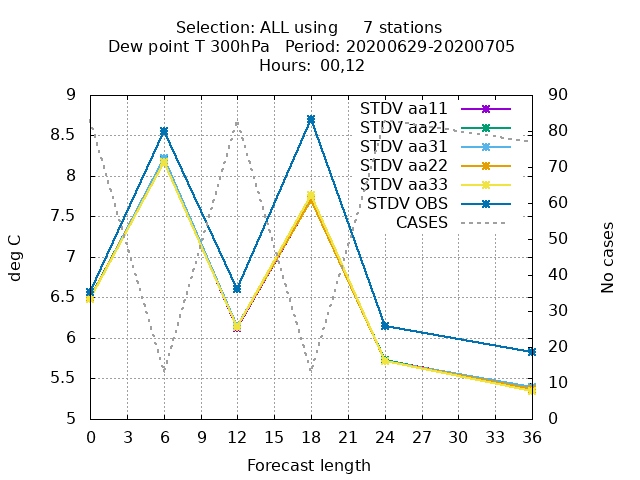 Selection: ALL using     7 stations
Dew point T 300hPa   Period: 20200629-20200705
Hours: 00,12
9
8.5
8
7.5
7
6.5
6
5.5
5
deg C
STDV aa11
STDV aa21
STDV aa31
STDV aa22
STDV aa33
STDV OBS
CASES
90
80
70
60
50
40
30
20
10
0
No cases
0 3 6 9 12 15 18 21 24 27 30 33 36
Forecast length